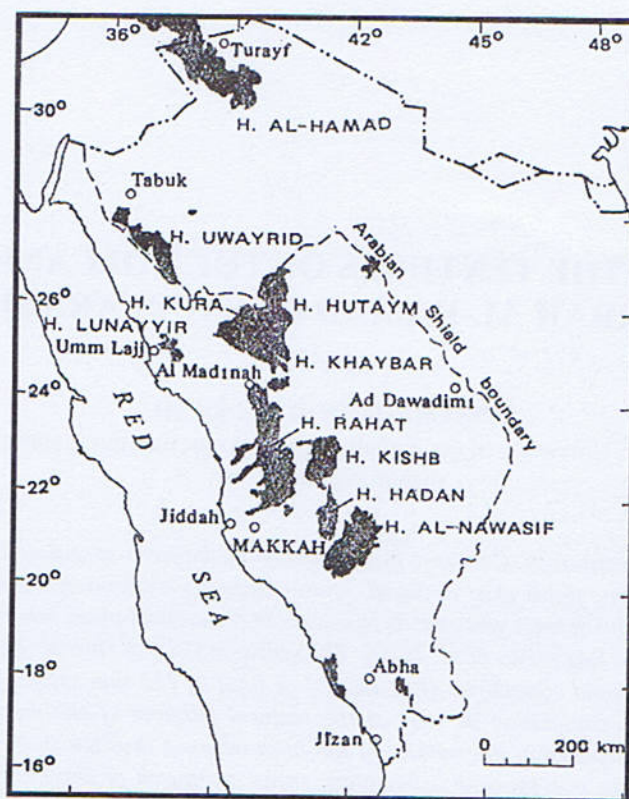 36°
42°
48°
Turayf
30°
H. AL-HAMAD
Tabuk
H. UWAYRID
Arabian Shield boundary
26°
H. KURA
H. HUTAYM
H. LUNAYYIR
Umm Lajj
H. KHAYBAR
Al Madinah
24°
Ad Dawadimi
RED SEA
H. RAHAT
H. KISHB
22°
H. HADAN
Jiddah
H. AL-NAWASIF
MAKKAH
20°
18°
Abha
Jizan
0 200 km
16°